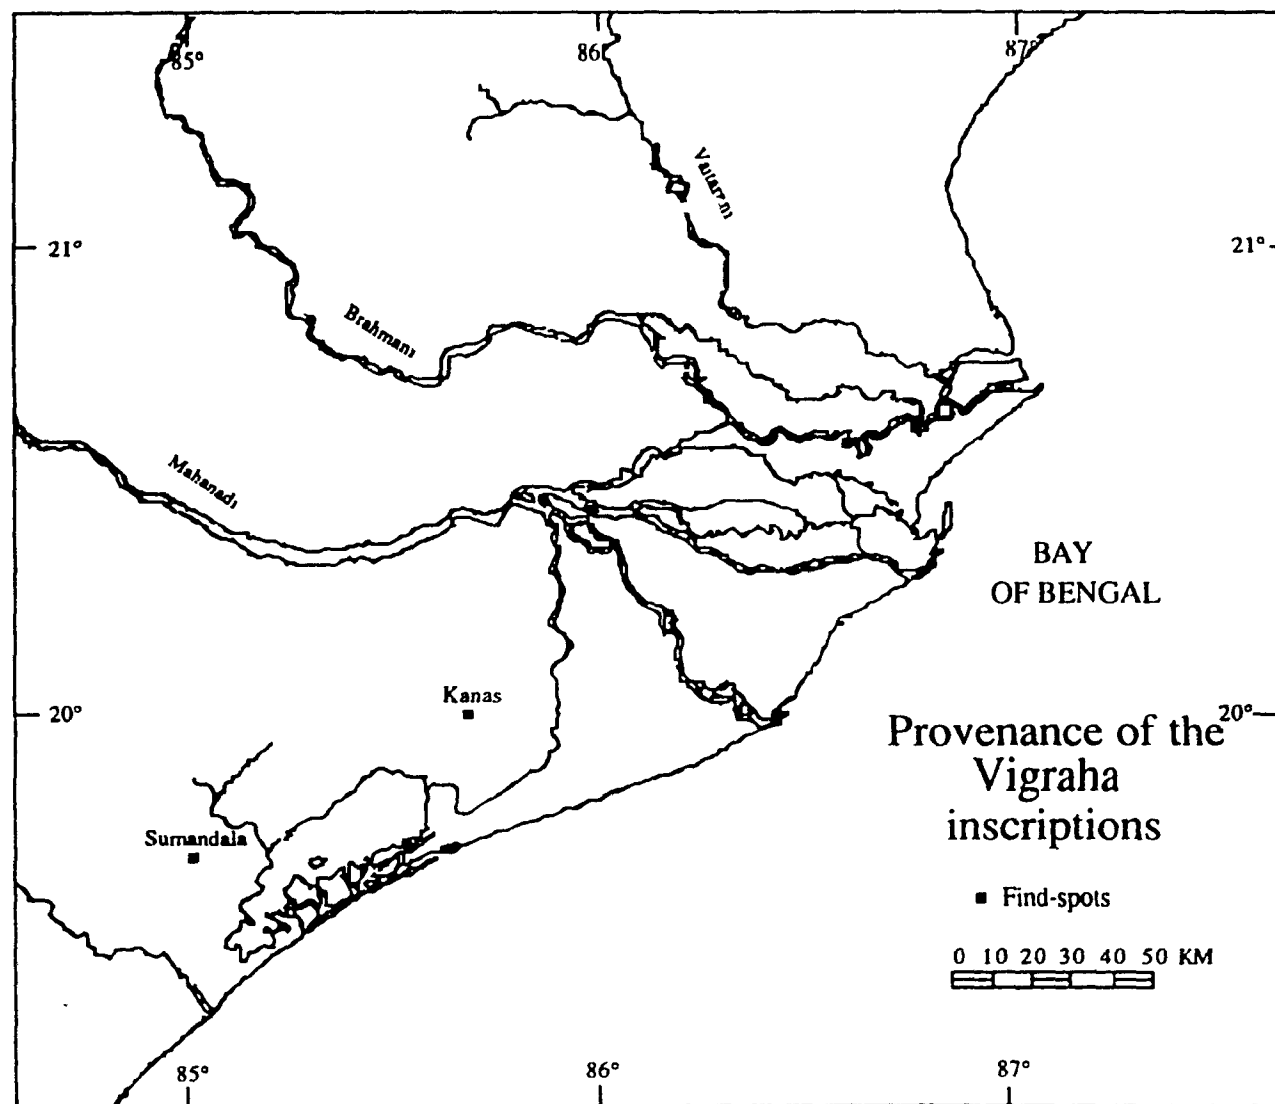 85°
86
87°
Vaitarani
21°
21°
Brahmani
Mahanadi
BAY
OF BENGAL
Kanas
20°
20°
Provenance of the
Vigraha
inscriptions
Sumandala
Find-spots
0 10 20 30 40 50 KM
85°
86°
87°